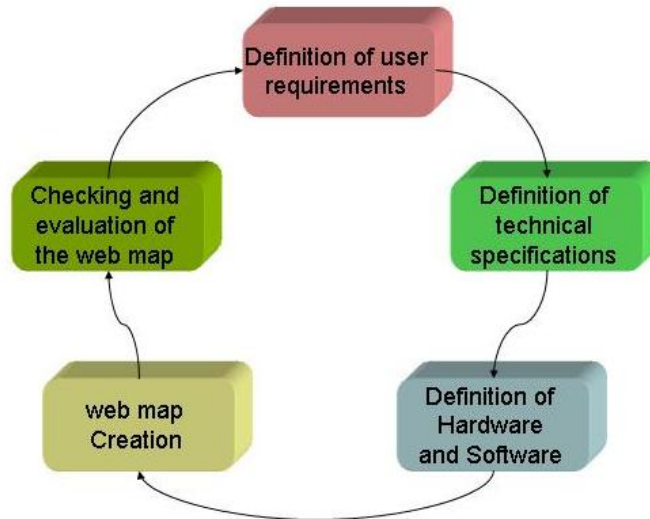 Definition of user
requirements
Definition of
technical
specifications
Definition of
Hardware
and Software
web map
Creation
Checking and
evaluation of
the web map